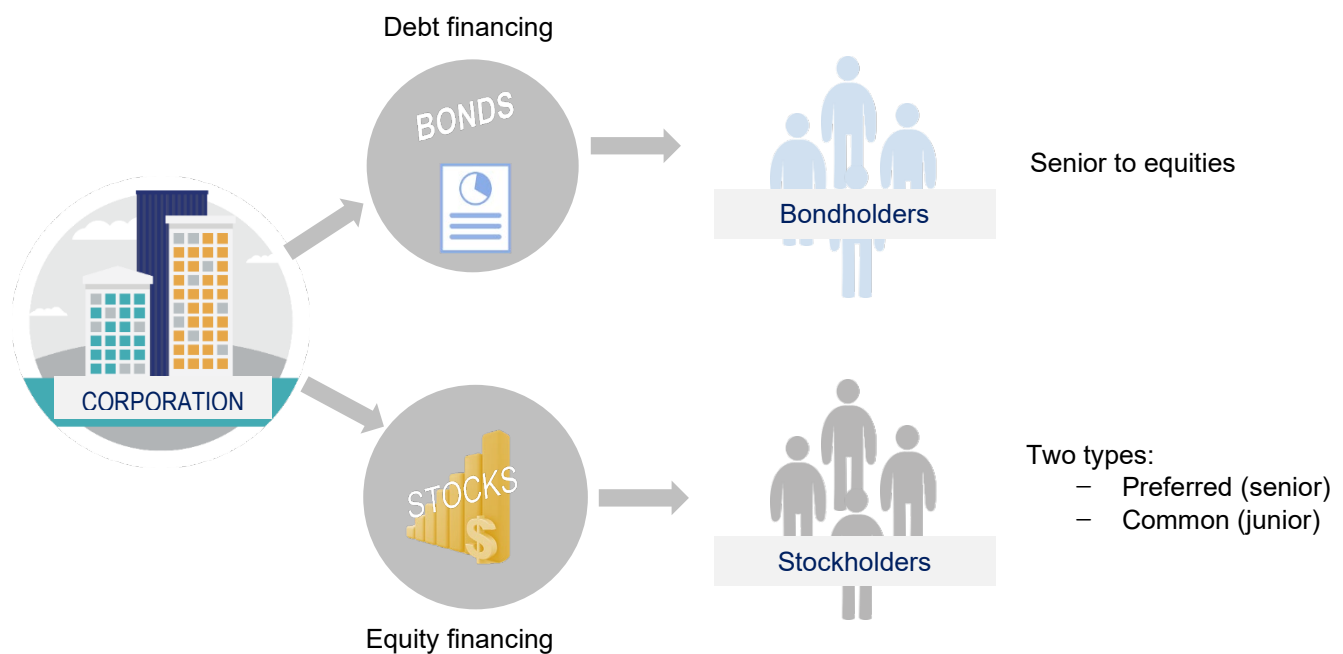 Debt financing
BONDS
Bondholders
Senior to equities
CORPORATION
STOCKS
$
Stockholders
Two types:
– Preferred (senior)
– Common (junior)
Equity financing